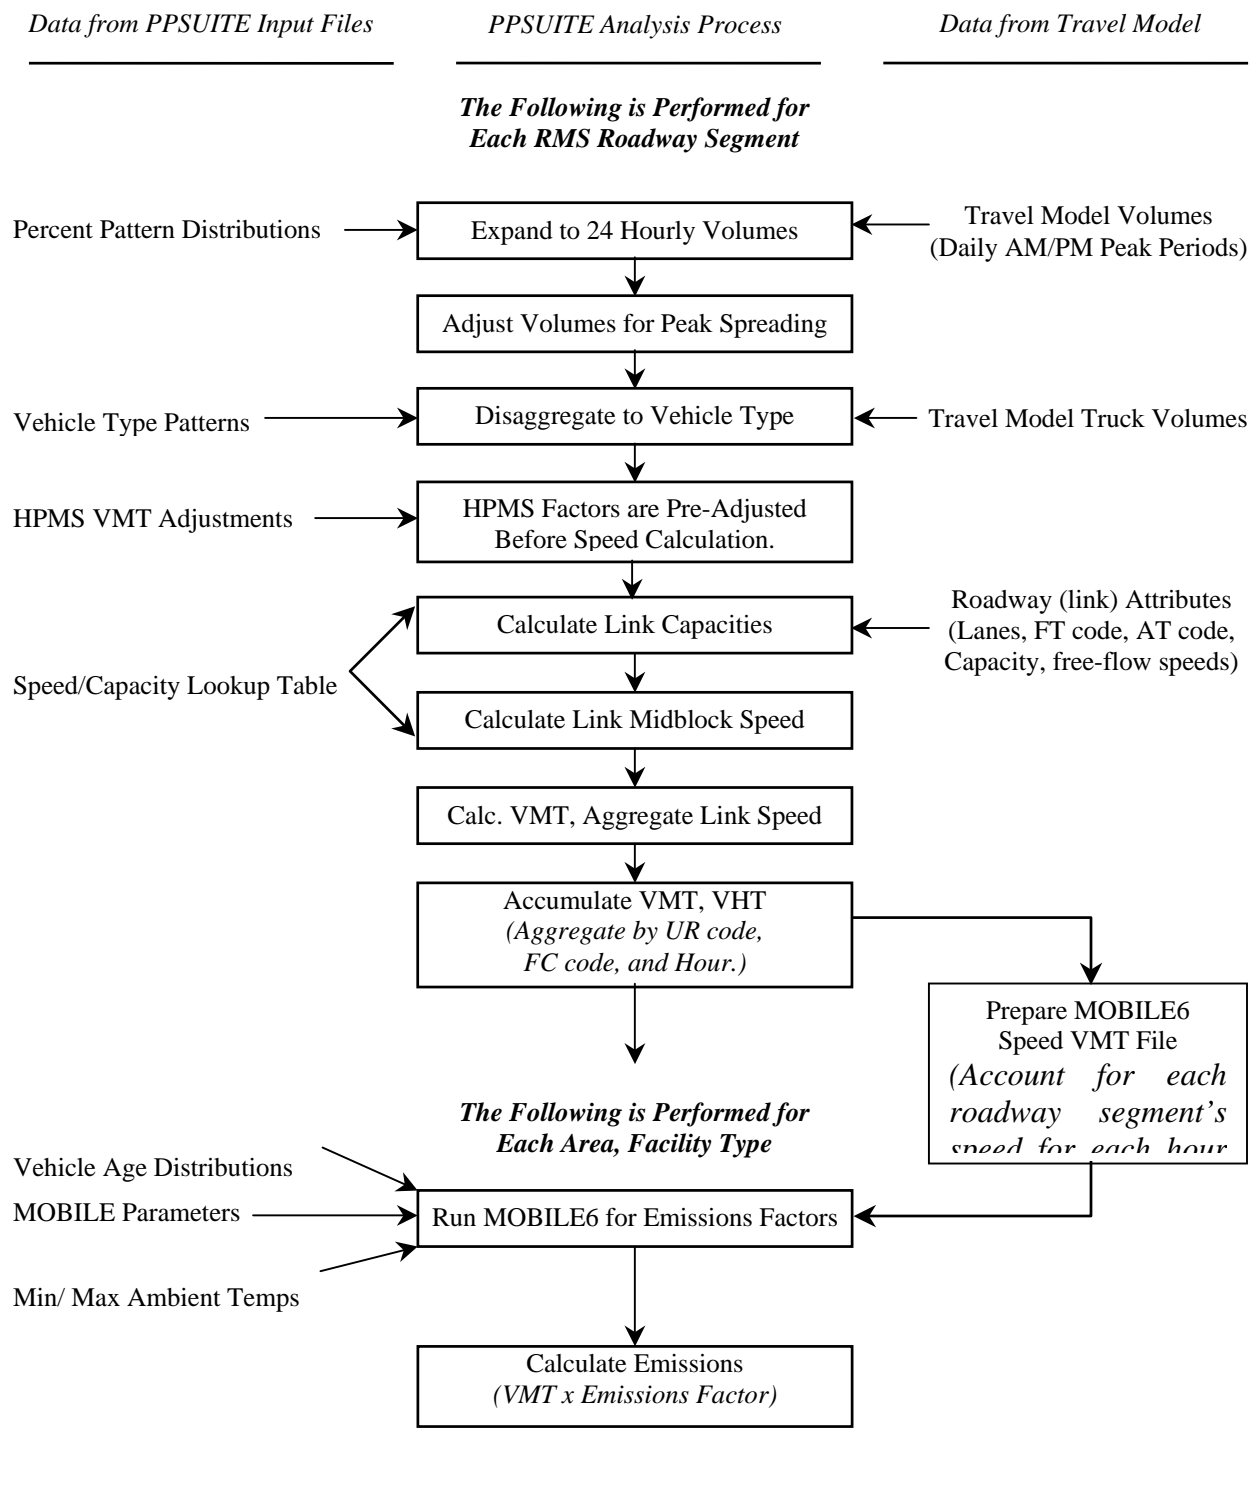 Data from PPSUITE Input Files
PPSUITE Analysis Process
Data from Travel Model
The Following is Performed for
Each RMS Roadway Segment
Percent Pattern Distributions
Expand to 24 Hourly Volumes
Travel Model Volumes
(Daily AM/PM Peak Periods)
Adjust Volumes for Peak Spreading
Vehicle Type Patterns
Disaggregate to Vehicle Type
Travel Model Truck Volumes
HPMS VMT Adjustments
HPMS Factors are Pre-Adjusted
Before Speed Calculation.
Calculate Link Capacities
Roadway (link) Attributes
(Lanes, FT code, AT code,
Capacity, free-flow speeds)
Speed/Capacity Lookup Table
Calculate Link Midblock Speed
Calc. VMT, Aggregate Link Speed
Accumulate VMT, VHT
(Aggregate by UR code,
FC code, and Hour.)
Prepare MOBILE6
Speed VMT File
(Account for each
roadway segment's
speed for each hour
The Following is Performed for
Each Area, Facility Type
Vehicle Age Distributions
MOBILE Parameters
Run MOBILE6 for Emissions Factors
Min/ Max Ambient Temps
Calculate Emissions
(VMT x Emissions Factor)